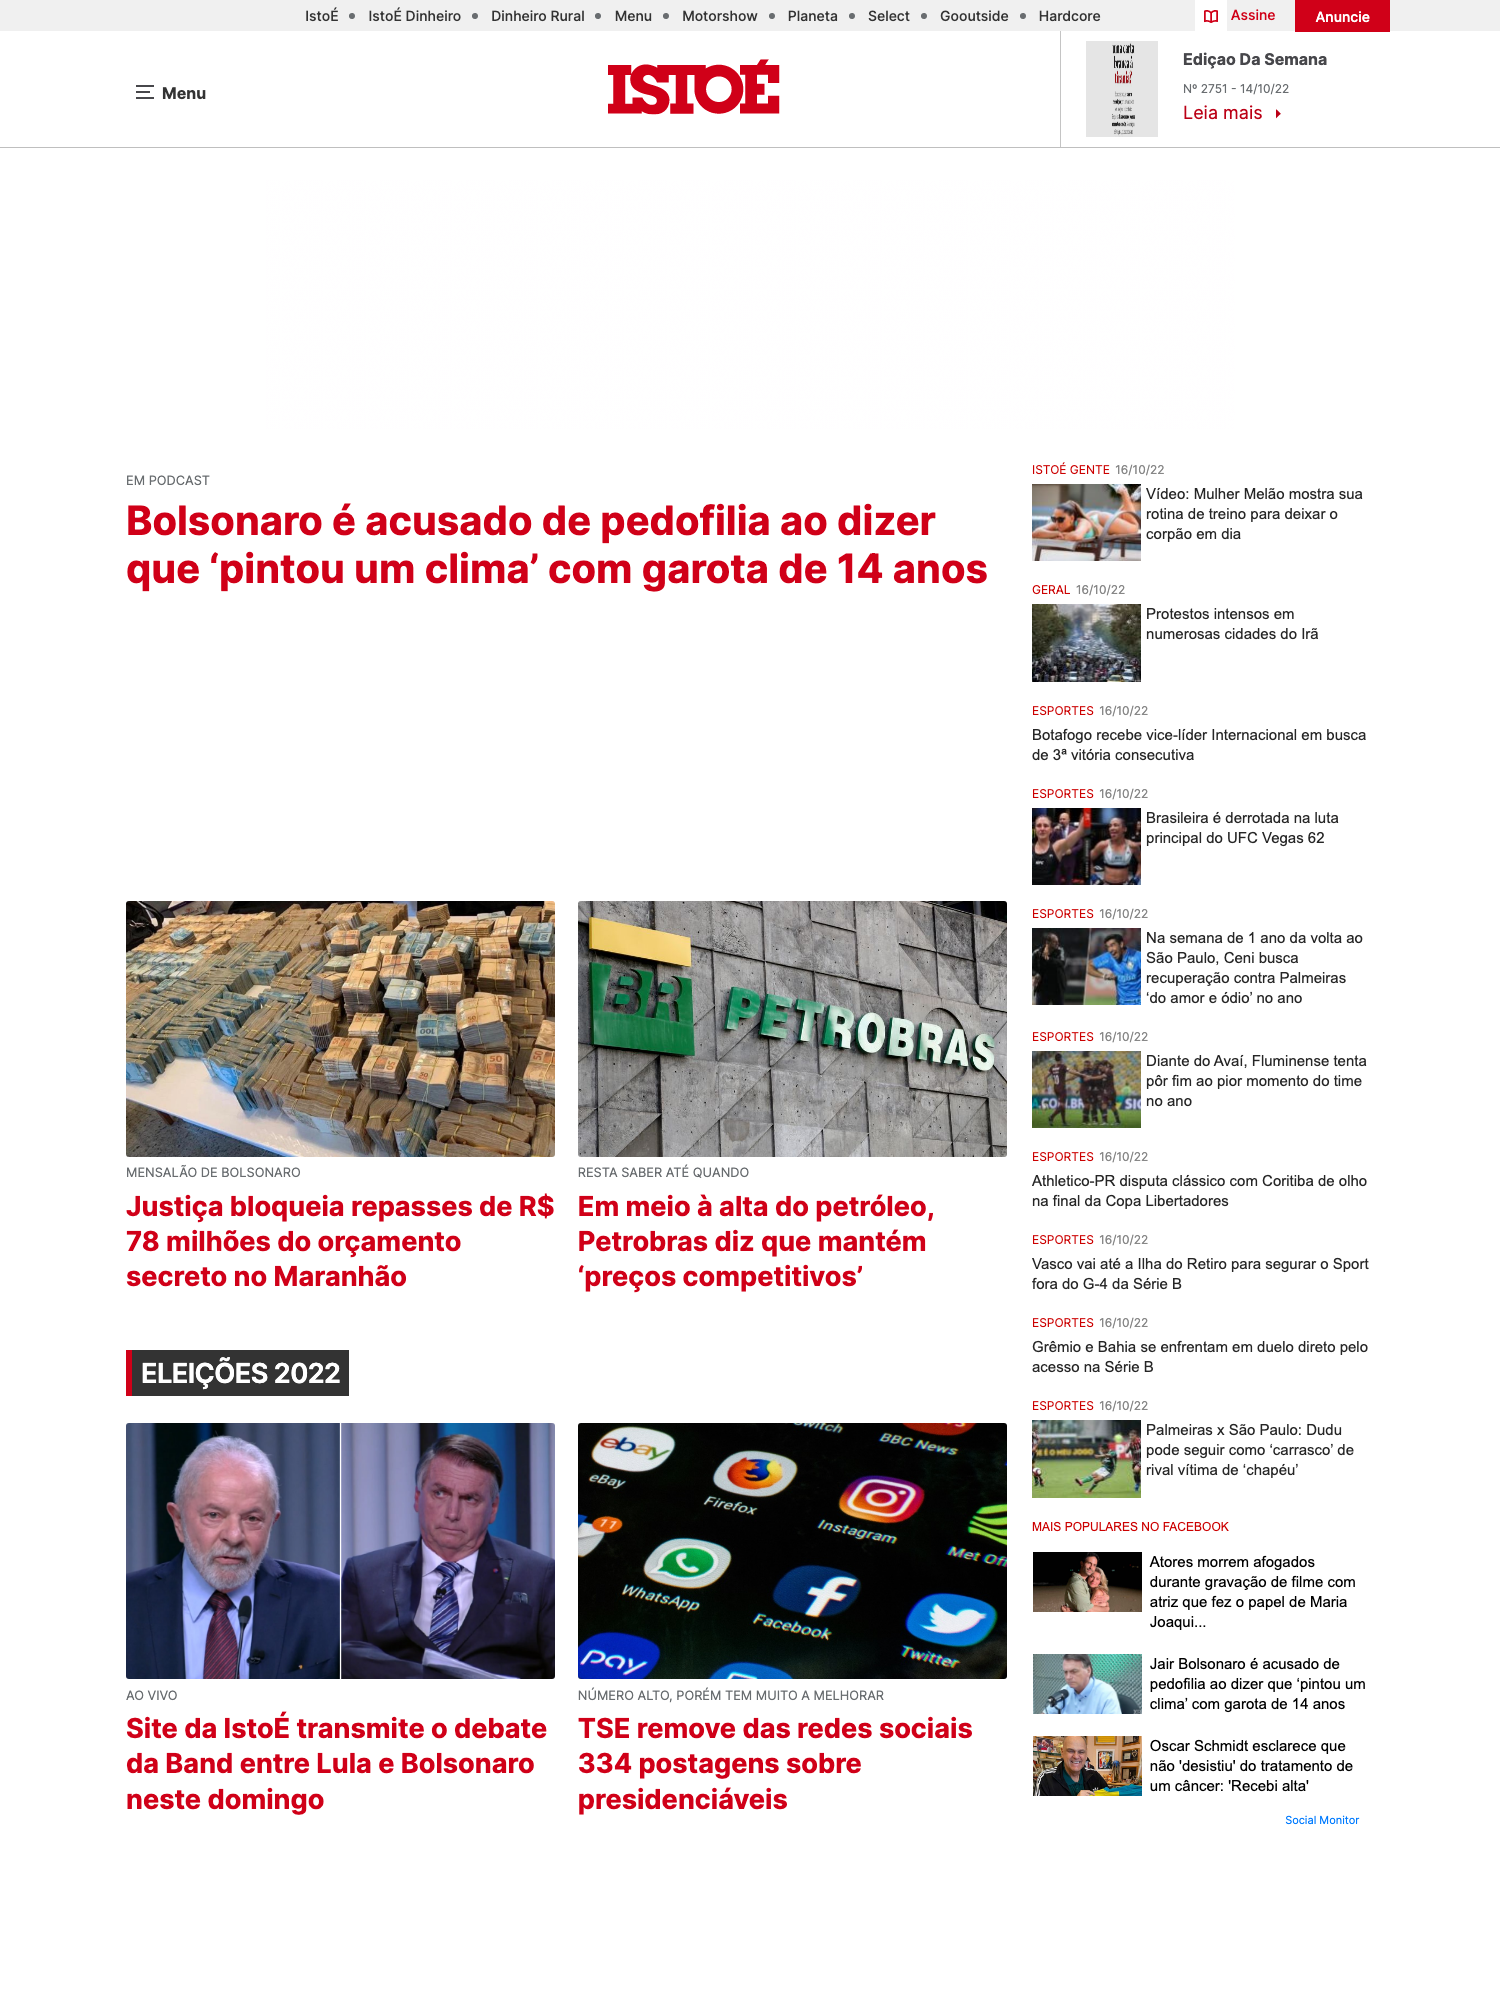 IstoÉ • IstoÉ Dinheiro • Dinheiro Rural • Menu • Motorshow • Planeta • Select • Gooutside • Hardcore
Assine
Anuncie
Menu
ISTOÉ
Ediçao Da Semana
Nº 2751 - 14/10/22
Leia mais
EM PODCAST
Bolsonaro é acusado de pedofilia ao dizer
que ‘pintou um clima’ com garota de 14 anos
MENSALÃO DE BOLSONARO
Justiça bloqueia repasses de R$
78 milhões do orçamento
secreto no Maranhão
BR PETROBRAS
RESTA SABER ATÉ QUANDO
Em meio à alta do petróleo,
Petrobras diz que mantém
‘preços competitivos’
ELEIÇÕES 2022
AO VIVO
Site da IstoÉ transmite o debate
da Band entre Lula e Bolsonaro
neste domingo
ebay
eBay
Firefox
BBC News
Instagram
11
WhatsApp
Facebook
Met Off
Twitter
pay
NÚMERO ALTO, PORÉM TEM MUITO A MELHORAR
TSE remove das redes sociais
334 postagens sobre
presidenciáveis
ISTOÉ GENTE 16/10/22
Vídeo: Mulher Melão mostra sua
rotina de treino para deixar o
corpão em dia
GERAL 16/10/22
Protestos intensos em
numerosas cidades do Irã
ESPORTES 16/10/22
Botafogo recebe vice-líder Internacional em busca
de 3ª vitória consecutiva
ESPORTES 16/10/22
Brasileira é derrotada na luta
principal do UFC Vegas 62
ESPORTES 16/10/22
Na semana de 1 ano da volta ao
São Paulo, Ceni busca
recuperação contra Palmeiras
‘do amor e ódio’ no ano
ESPORTES 16/10/22
Diante do Avaí, Fluminense tenta
pôr fim ao pior momento do time
no ano
ESPORTES 16/10/22
Athletico-PR disputa clássico com Coritiba de olho
na final da Copa Libertadores
ESPORTES 16/10/22
Vasco vai até a Ilha do Retiro para segurar o Sport
fora do G-4 da Série B
ESPORTES 16/10/22
Grêmio e Bahia se enfrentam em duelo direto pelo
acesso na Série B
ESPORTES 16/10/22
Palmeiras x São Paulo: Dudu
pode seguir como ‘carrasco’ de
rival vítima de ‘chapéu’
MAIS POPULARES NO FACEBOOK
Atores morrem afogados
durante gravação de filme com
atriz que fez o papel de Maria
Joaqui...
Jair Bolsonaro é acusado de
pedofilia ao dizer que ‘pintou um
clima’ com garota de 14 anos
Oscar Schmidt esclarece que
não 'desistiu' do tratamento de
um câncer: 'Recebi alta'
Social Monitor